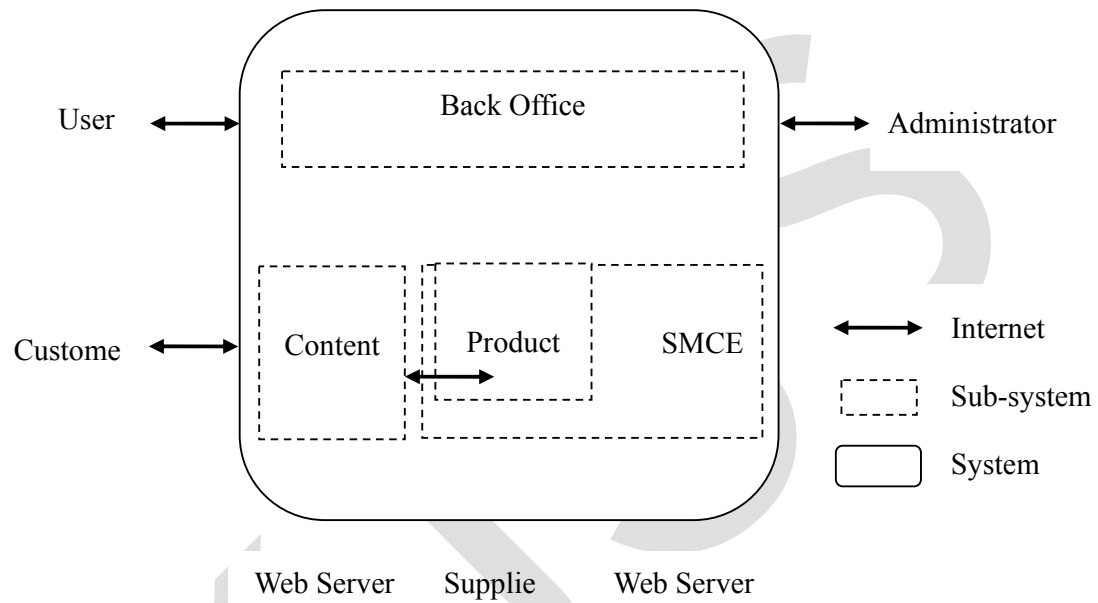 Back Office
User
Administrator
Custome
Content
Product
SMCE
Internet
Sub-system
System
Web Server
Supplie
Web Server